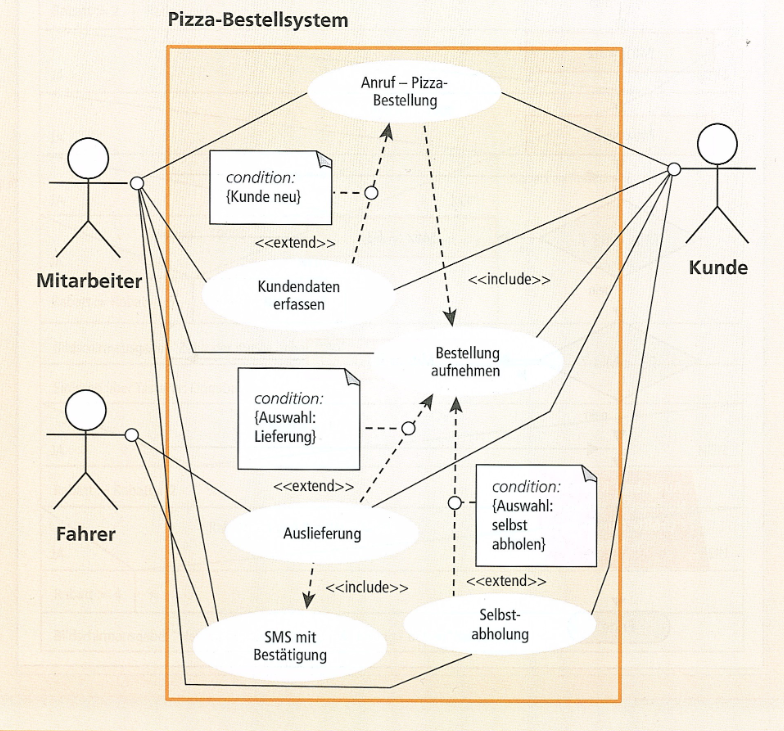 Pizza-Bestellsystem
Anruf – Pizza-
Bestellung
condition:
{Kunde neu}
<<extend>>
Mitarbeiter
Kunde
Kundendaten
erfassen
<<include>>
Bestellung
aufnehmen
condition:
{Auswahl:
Lieferung}
<<extend>>
condition:
{Auswahl:
selbst
abholen}
Fahrer
Auslieferung
<<include>>
<<extend>>
SMS mit
Bestätigung
Selbst-
abholung